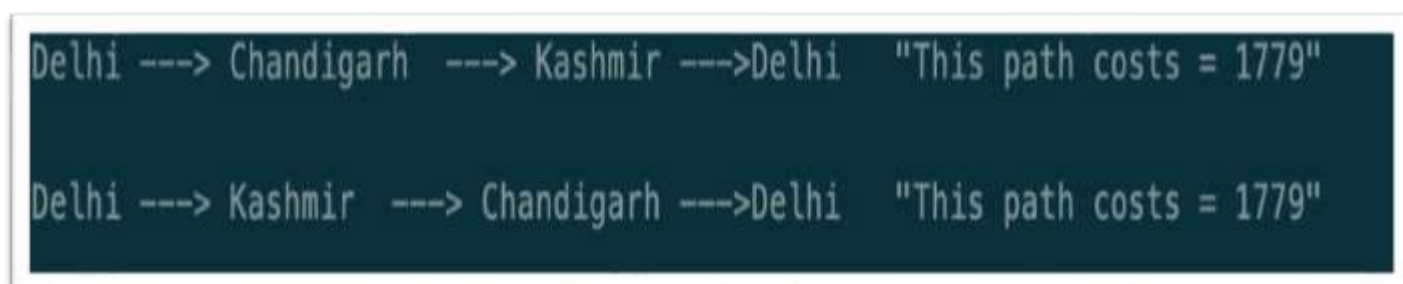 Delhi ---> Chandigarh  ---> Kashmir --->Delhi   "This path costs = 1779"
Delhi ---> Kashmir  ---> Chandigarh --->Delhi   "This path costs = 1779"